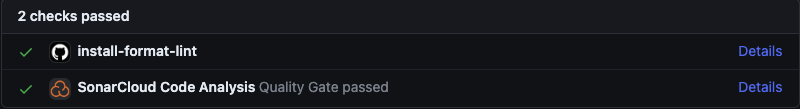 2 checks passed
install-format-lint Details
SonarCloud Code Analysis Quality Gate passed Details